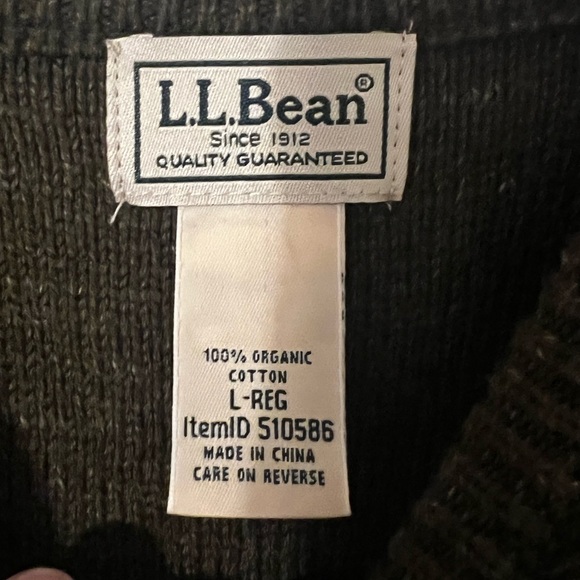 L.L.Bean®
Since 1912
QUALITY GUARANTEED
100% ORGANIC
COTTON
L-REG
ItemID 510586
MADE IN CHINA
CARE ON REVERSE